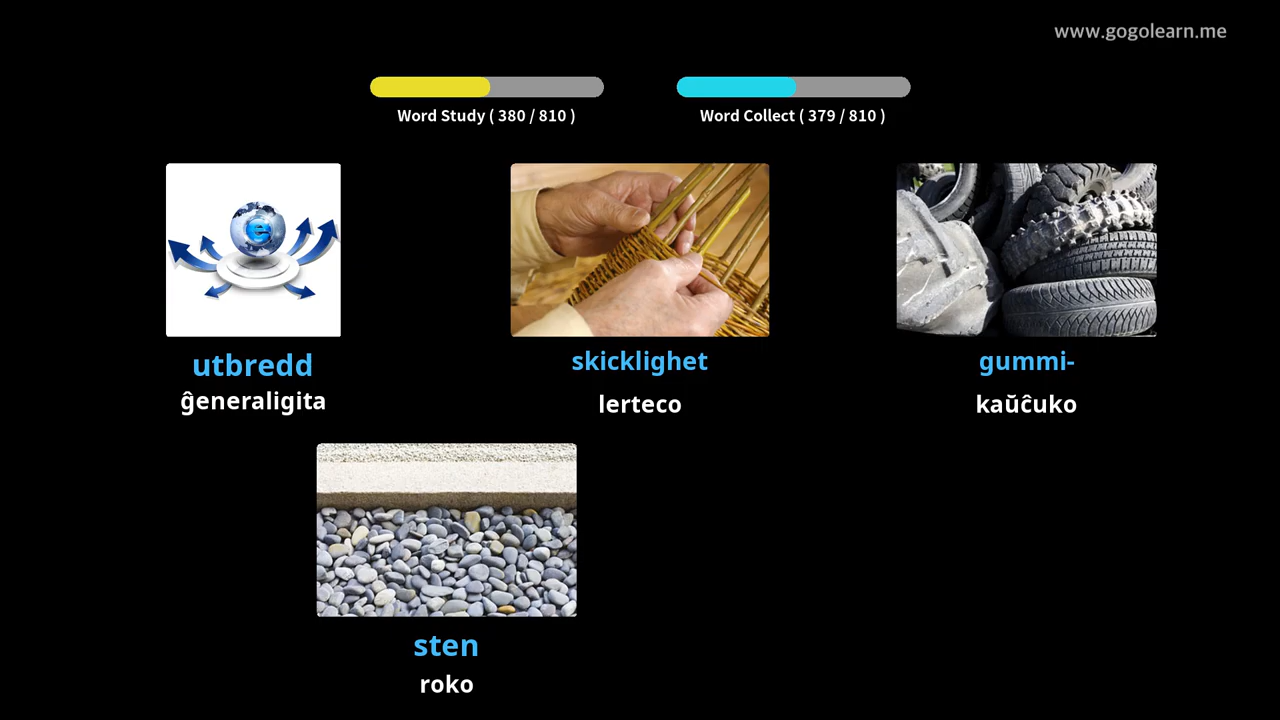 www.gogolearn.me
Word Study ( 380 / 810 )
Word Collect ( 379 / 810 )
utbredd
ĝeneraligita
skicklighet
lerteco
gummi-
kaŭĉuko
sten
roko